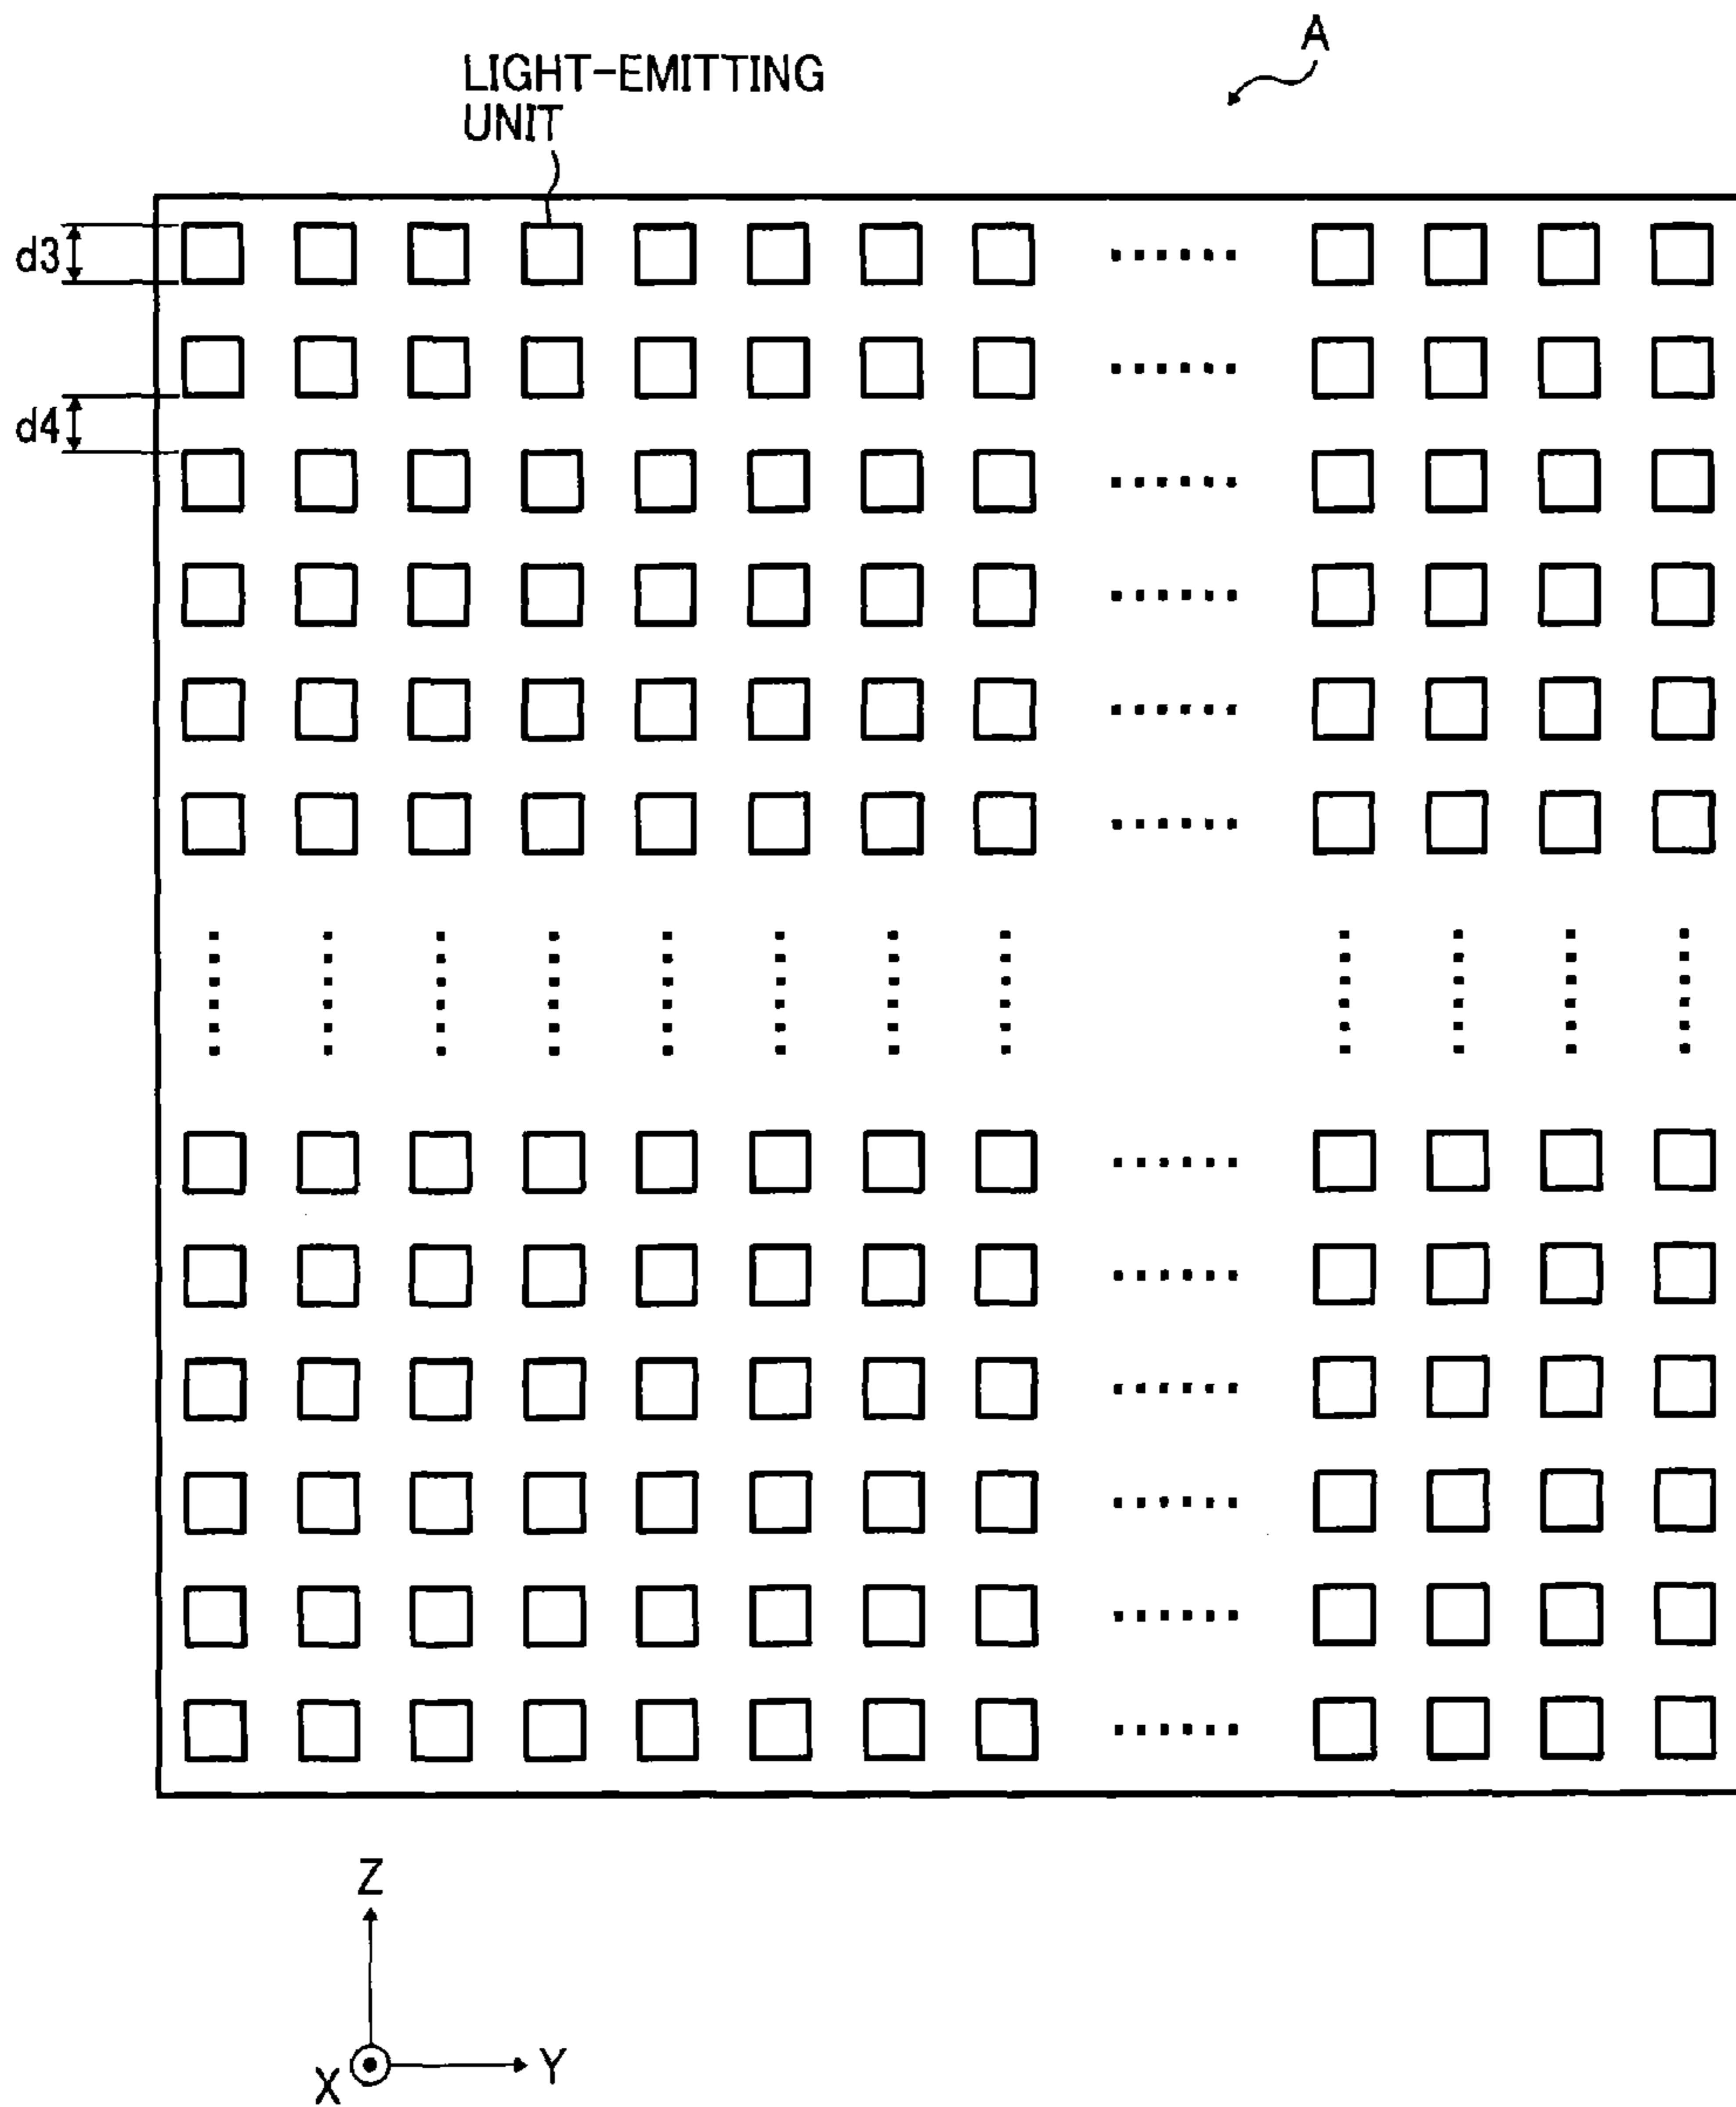 A
LIGHT-EMITTING
UNIT
d3
d4
Z
X
Y